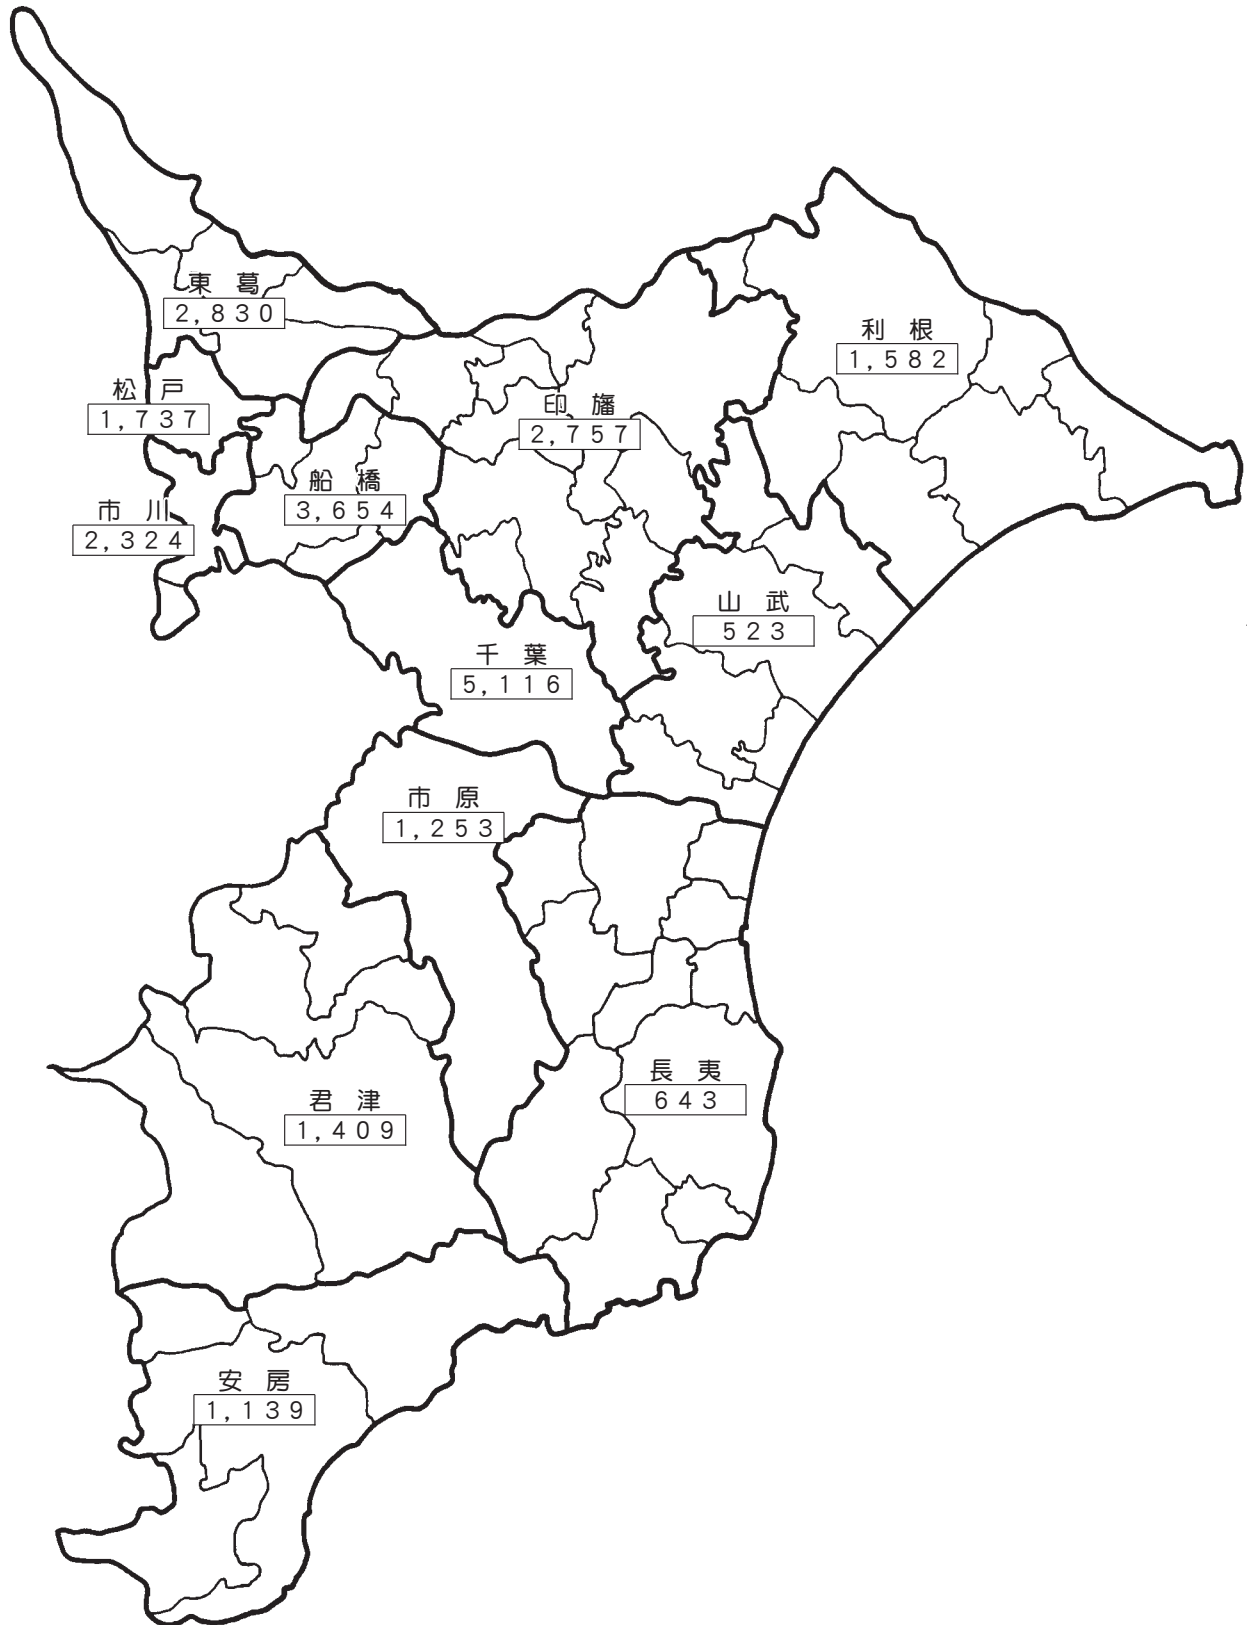 東葛
2,830
利根
1,582
松戸
1,737
印旛
2,757
船橋
3,654
市川
2,324
山武
523
千葉
5,116
市原
1,253
長夷
643
君津
1,409
安房
1,139